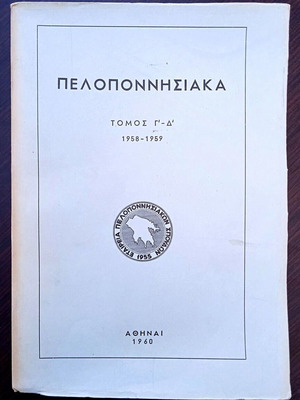 ΠΕΛΟΠΟΝΝΗΣΙΑΚΑ
ΤΟΜΟΣ Γ'-Δ'
1958-1959
ΕΤΑΙΡΕΙΑ ΠΕΛΟΠΟΝΝΗΣΙΑΚΩΝ ΣΠΟΥΔΩΝ
1955
ΑΘΗΝΑΙ
1960